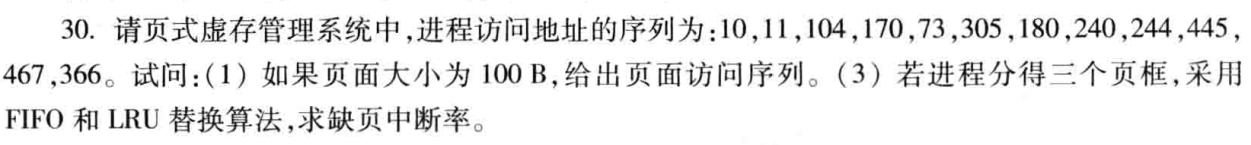 30. 请页式虚存管理系统中,进程访问地址的序列为:10,11,104,170,73,305,180,240,244,445,
467,366。试问:(1) 如果页面大小为 100 B,给出页面访问序列。(3) 若进程分得三个页框,采用
FIFO 和 LRU 替换算法,求缺页中断率。